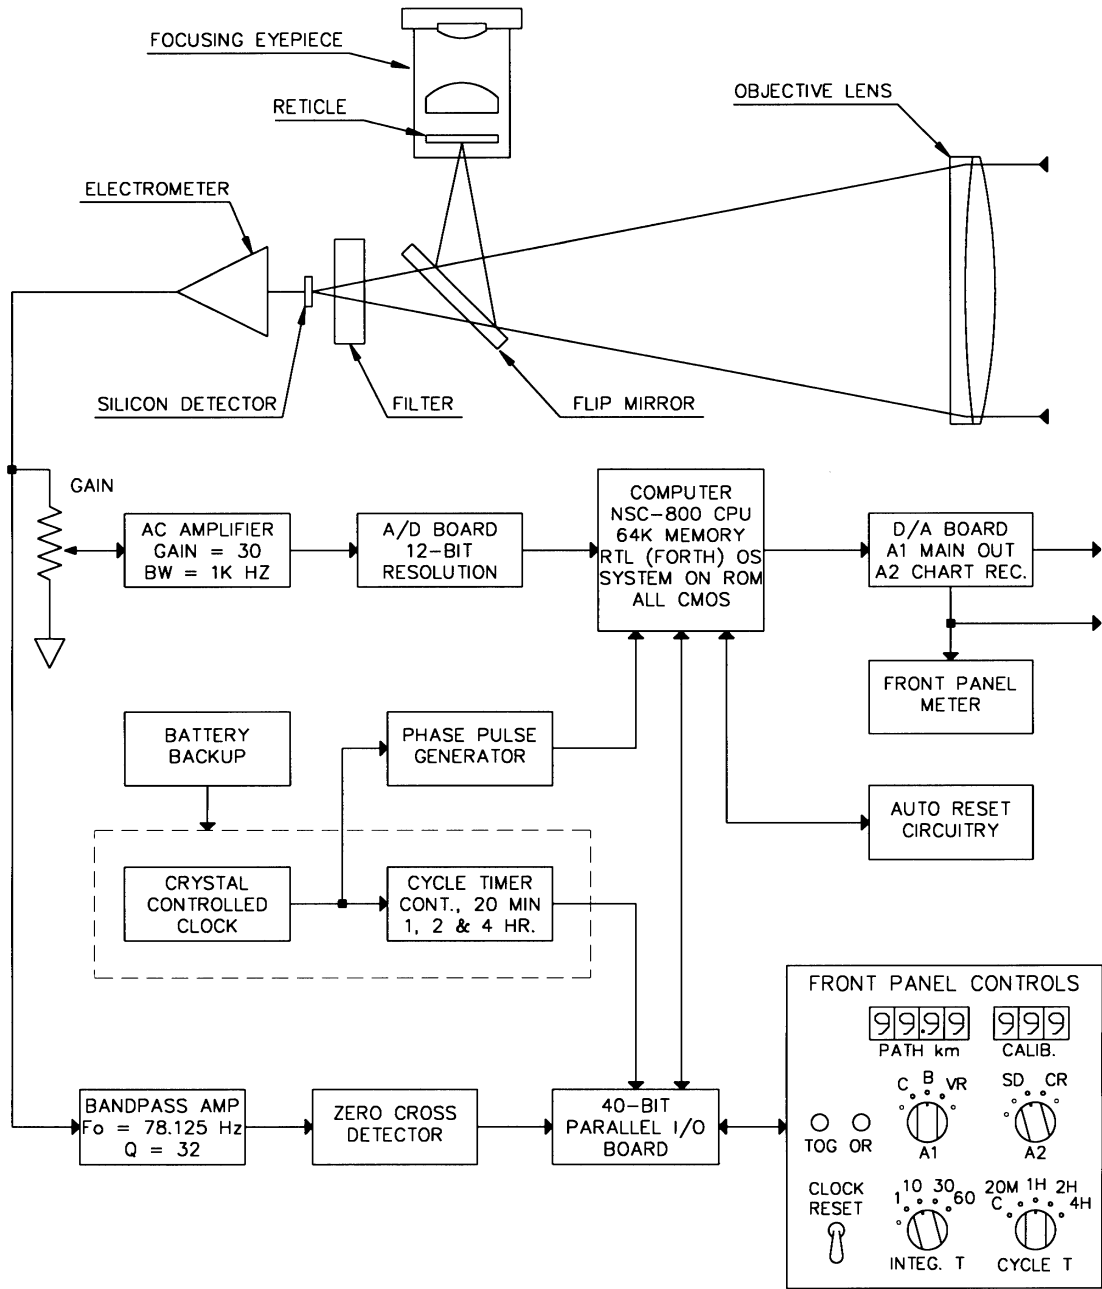 FOCUSING EYEPIECE
RETICLE
OBJECTIVE LENS
ELECTROMETER
SILICON DETECTOR
FILTER
FLIP MIRROR
GAIN
AC AMPLIFIER
GAIN = 30
BW = 1K HZ
A/D BOARD
12-BIT
RESOLUTION
COMPUTER
NSC-800 CPU
64K MEMORY
RTL (FORTH) OS
SYSTEM ON ROM
ALL CMOS
D/A BOARD
A1 MAIN OUT
A2 CHART REC.
FRONT PANEL
METER
BATTERY
BACKUP
PHASE PULSE
GENERATOR
AUTO RESET
CIRCUITRY
CRYSTAL
CONTROLLED
CLOCK
CYCLE TIMER
CONT., 20 MIN
1, 2 & 4 HR.
BANDPASS AMP
Fo = 78.125 Hz
Q = 32
ZERO CROSS
DETECTOR
40-BIT
PARALLEL I/O
BOARD
FRONT PANEL CONTROLS
99.99
PATH km
999
CALIB.
TOG OR
C B VR
A1
SD CR
A2
CLOCK
RESET
1 10 30 60
INTEG. T
C 20M 1H 2H 4H
CYCLE T